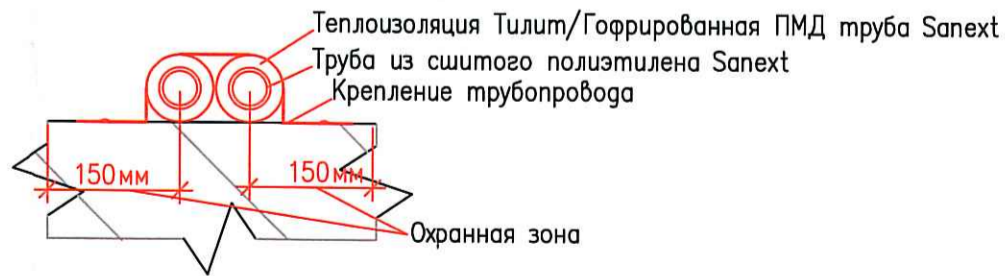 Теплоизоляция Тилит/Гофрированная ПМД труба Sanext
Труба из сшитого полиэтилена Sanext
Крепление трубопровода
150мм 150мм
Охранная зона